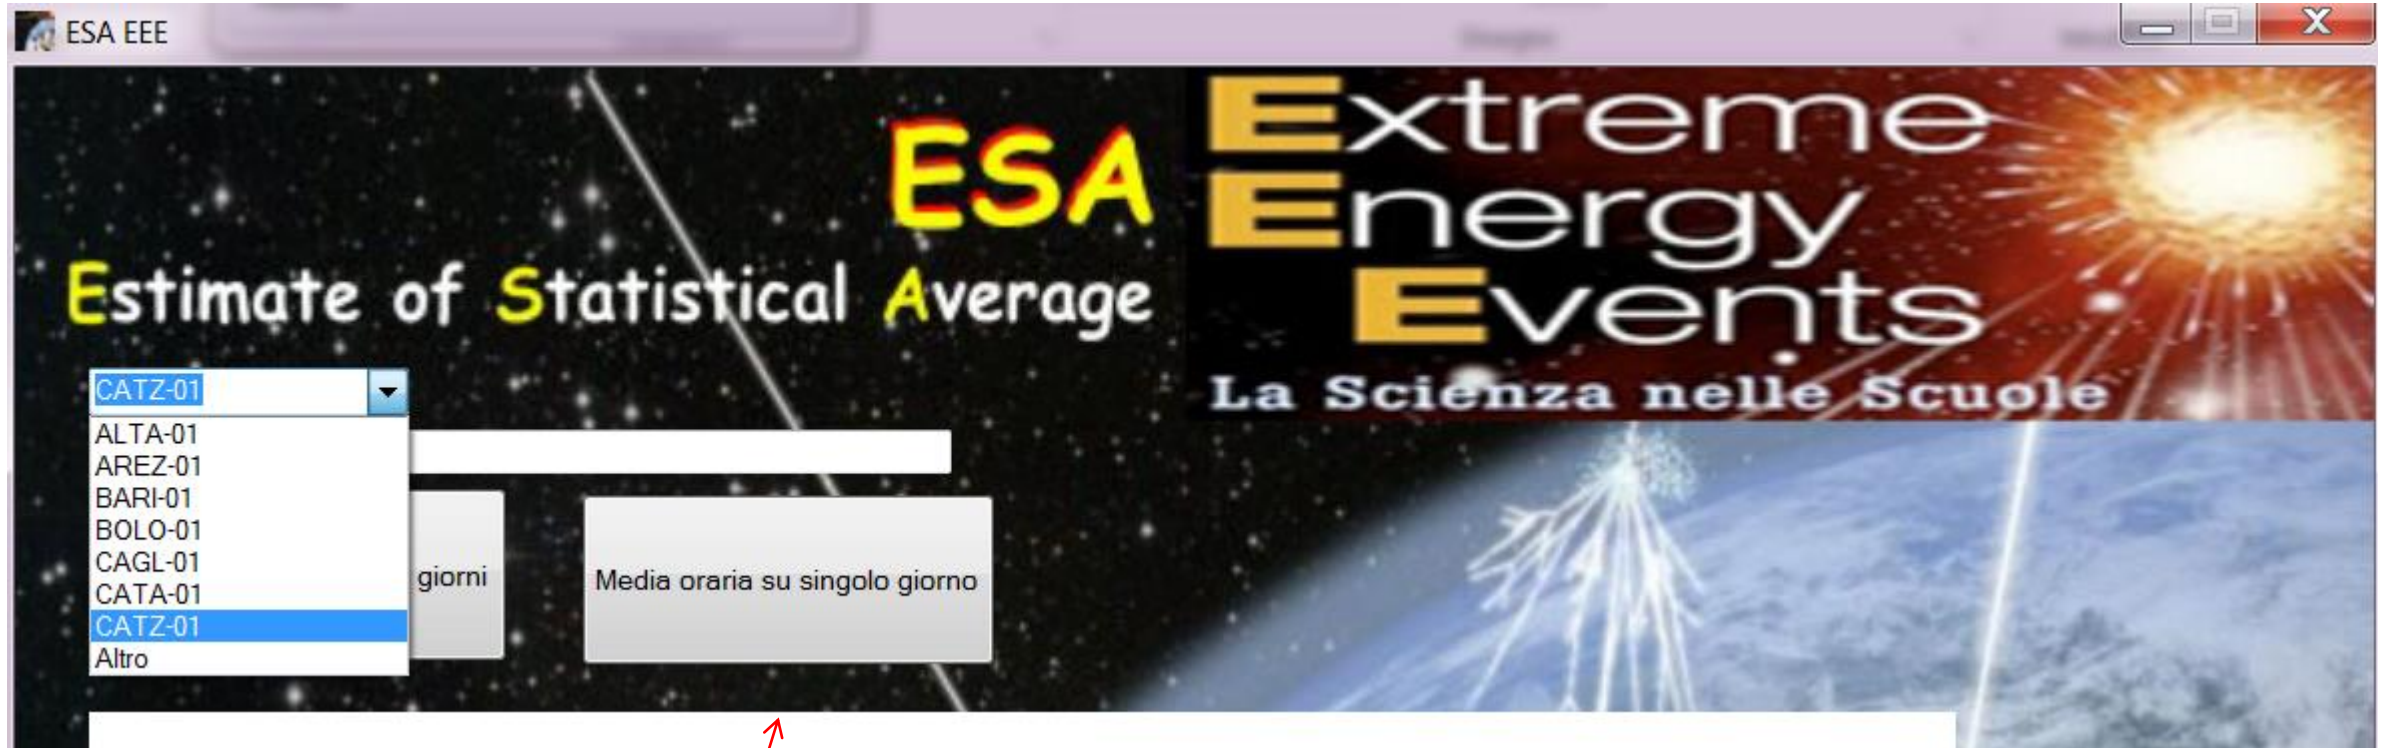 ESA EEE
ESA
Estimate of Statistical Average
Extreme
Energy
Events
La Scienza nelle Scuole
CATZ-01
ALTA-01
AREZ-01
BARI-01
BOLO-01
CAGL-01
CATA-01
CATZ-01
Altro
giorni
Media oraria su singolo giorno